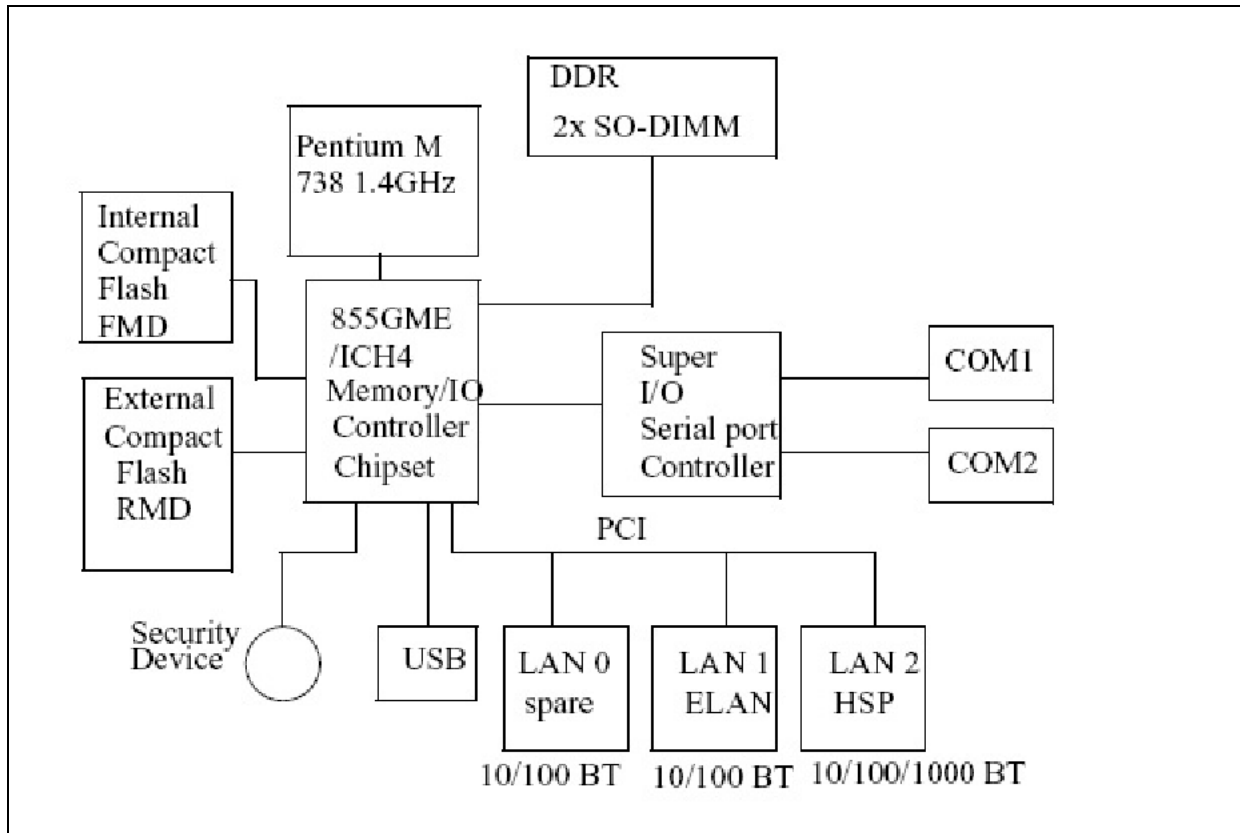 DDR
2x SO-DIMM
Pentium M
738 1.4GHz
Internal
Compact
Flash
FMD
855GME
/ICH4
Memory/IO
Controller
Chipset
Super
I/O
Serial port
Controller
COM1
COM2
External
Compact
Flash
RMD
PCI
Security
Device
USB
LAN 0
spare
LAN 1
ELAN
LAN 2
HSP
10/100 BT
10/100 BT
10/100/1000 BT